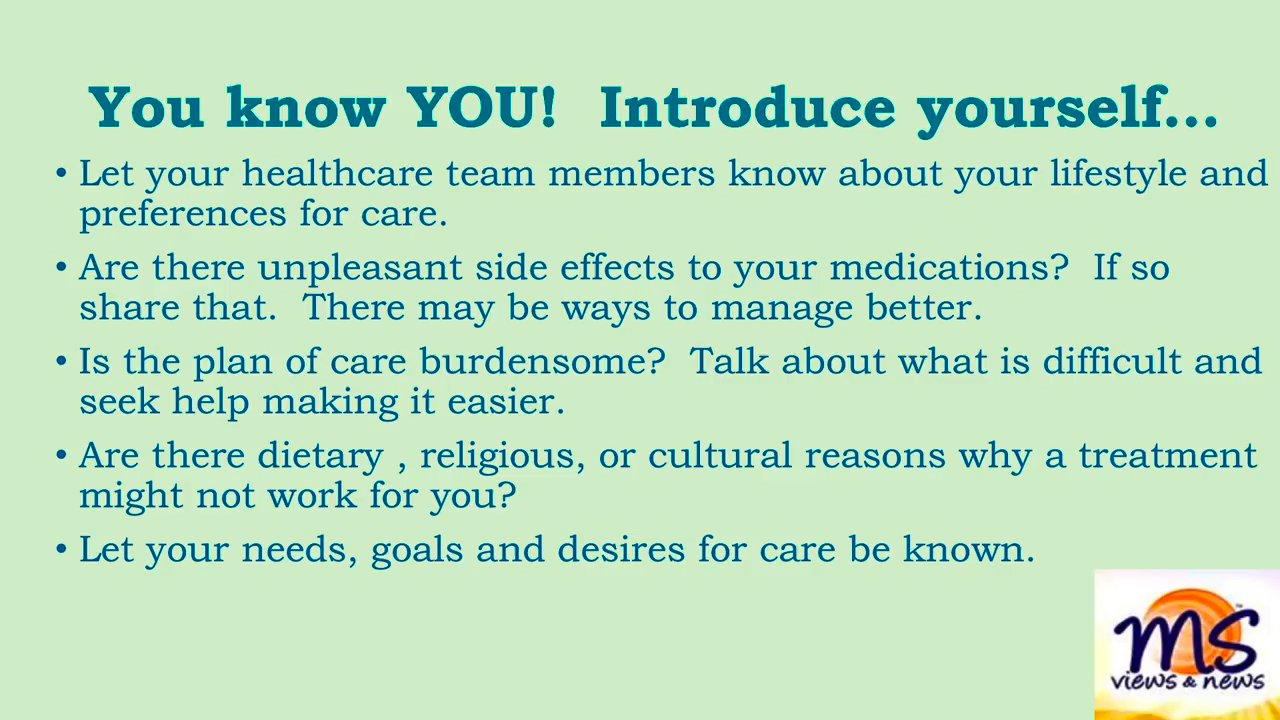 You know YOU!  Introduce yourself...
• Let your healthcare team members know about your lifestyle and
preferences for care.
• Are there unpleasant side effects to your medications?  If so
share that.  There may be ways to manage better.
• Is the plan of care burdensome?  Talk about what is difficult and
seek help making it easier.
• Are there dietary , religious, or cultural reasons why a treatment
might not work for you?
• Let your needs, goals and desires for care be known.
MS
views & news